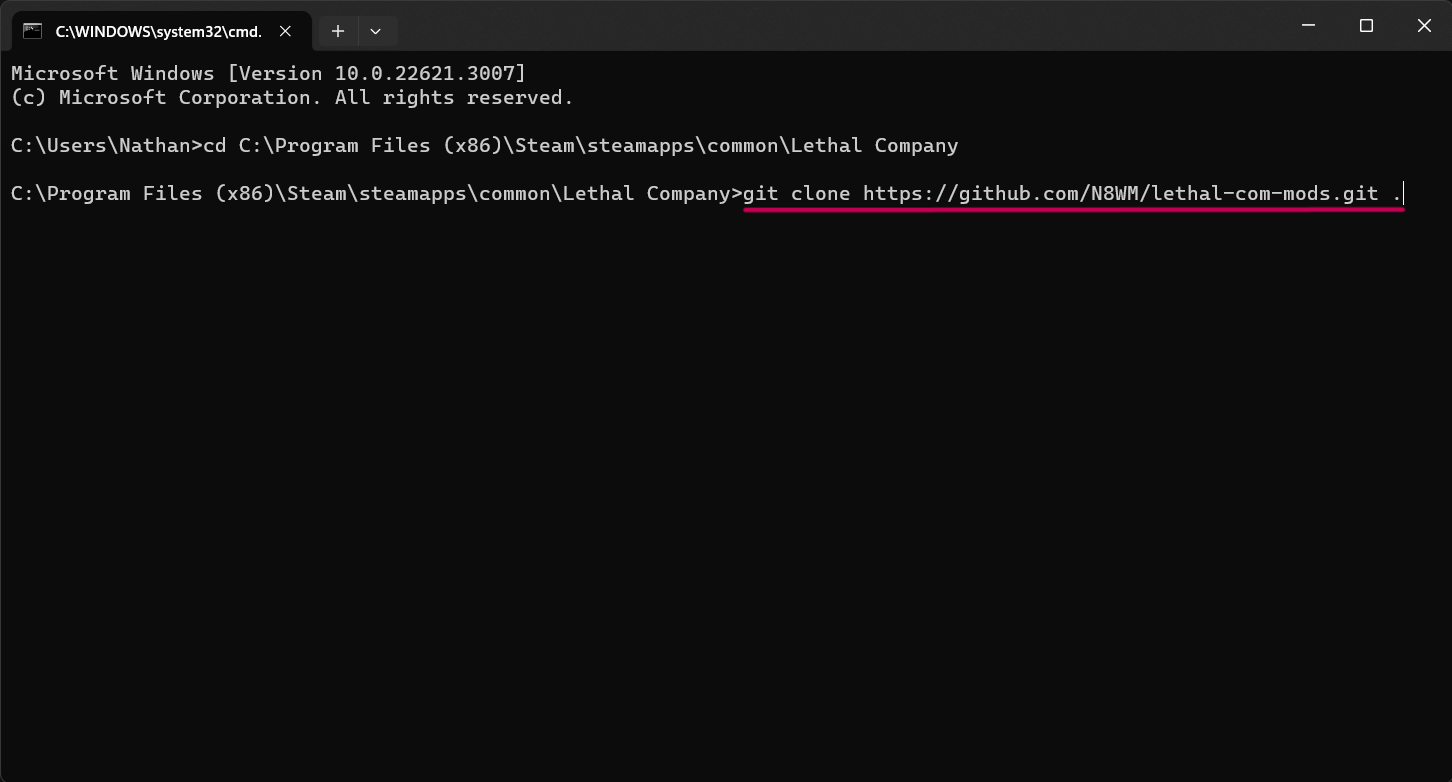 C:\WINDOWS\system32\cmd.
Microsoft Windows [Version 10.0.22621.3007]
(c) Microsoft Corporation. All rights reserved.
C:\Users\Nathan>cd C:\Program Files (x86)\Steam\steamapps\common\Lethal Company
C:\Program Files (x86)\Steam\steamapps\common\Lethal Company>git clone https://github.com/N8WM/lethal-com-mods.git .